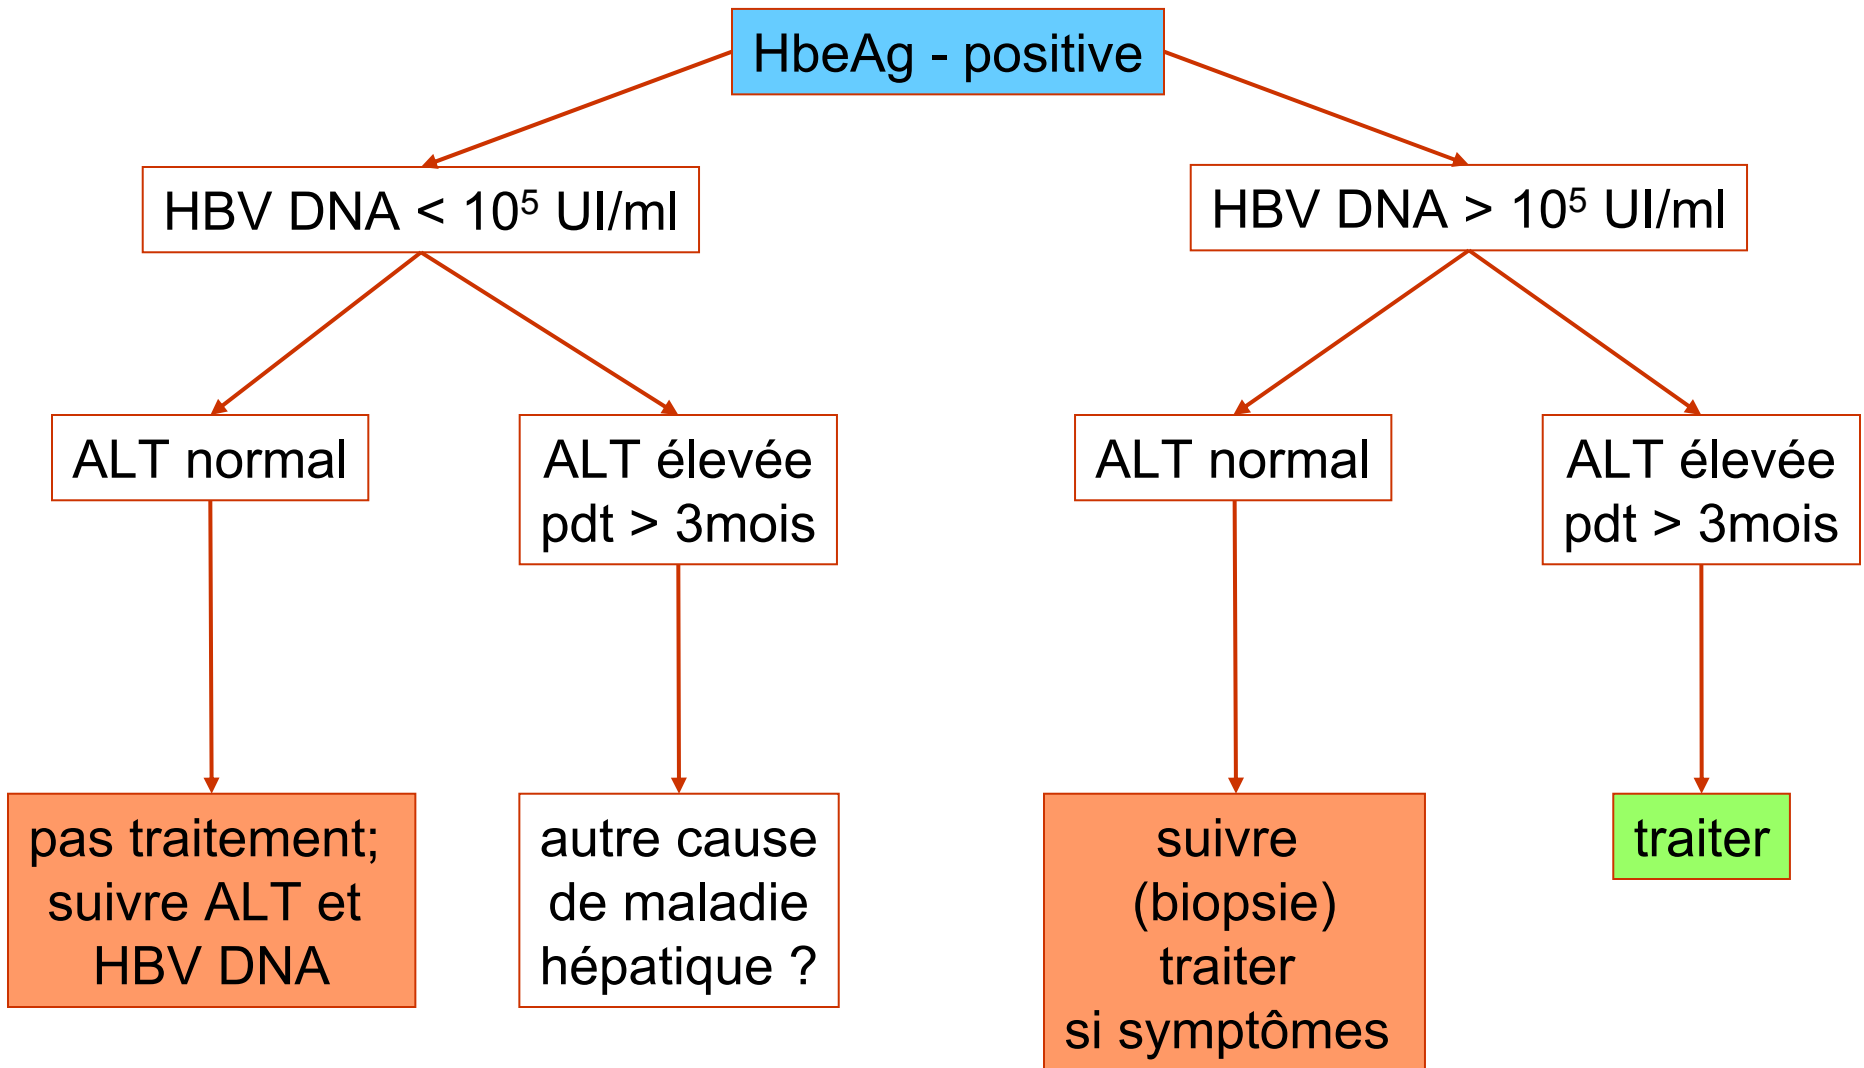 HbeAg - positive
HBV DNA < 10⁵ UI/ml
HBV DNA > 10⁵ UI/ml
ALT normal
ALT élevée
pdt > 3mois
ALT normal
ALT élevée
pdt > 3mois
pas traitement;
suivre ALT et
HBV DNA
autre cause
de maladie
hépatique ?
suivre
(biopsie)
traiter
si symptômes
traiter